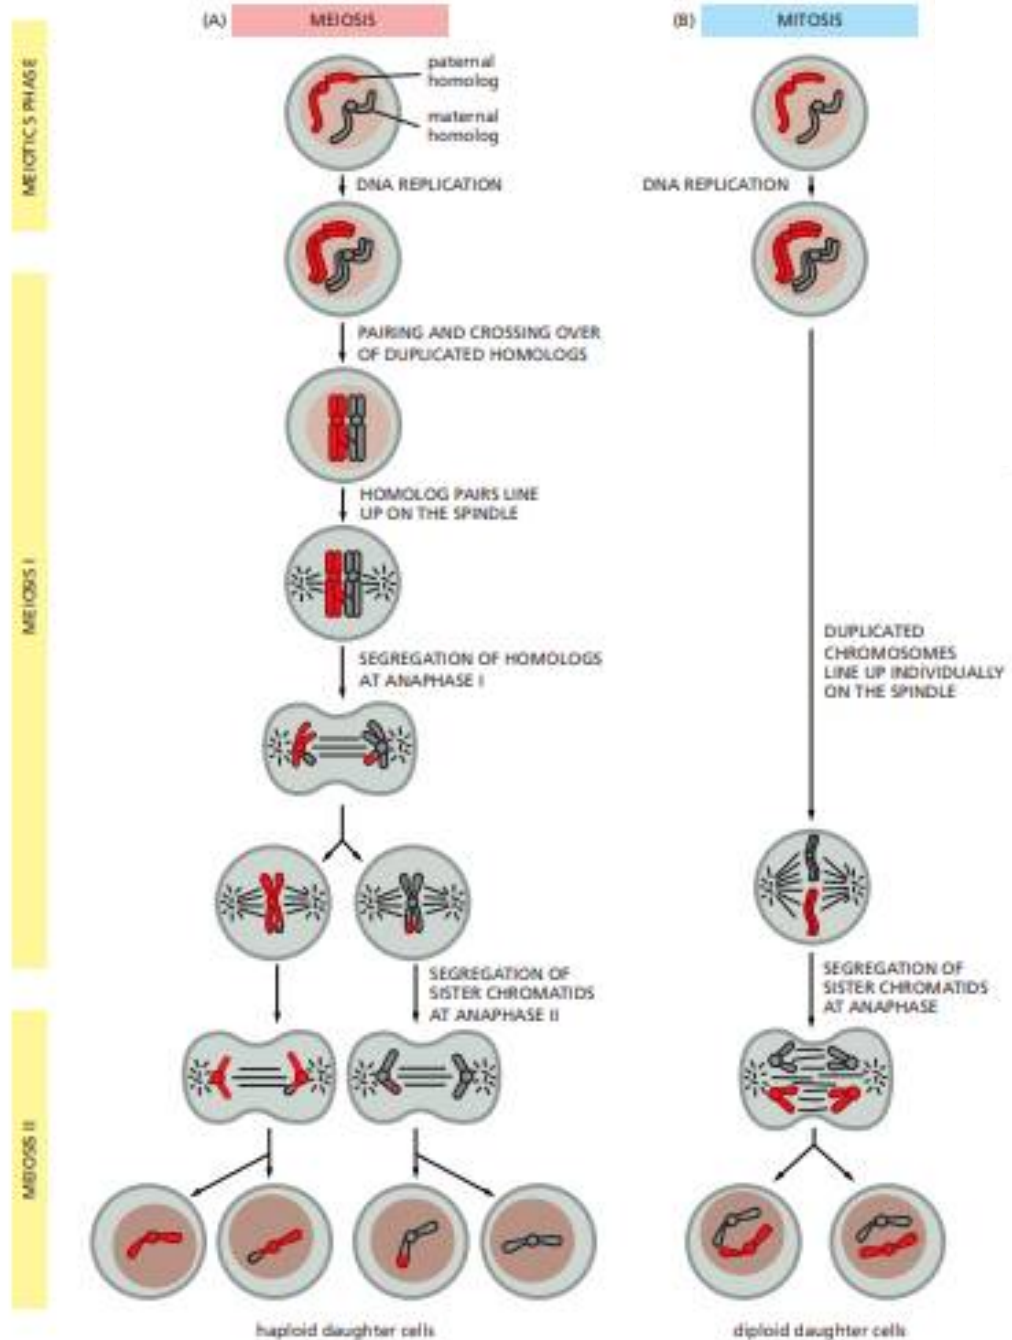 (A) MEIOSIS
(B) MITOSIS
MEIOTIC S PHASE
paternal
homolog
maternal
homolog
DNA REPLICATION
DNA REPLICATION
MEIOSIS I
PAIRING AND CROSSING OVER
OF DUPLICATED HOMOLOGS
HOMOLOG PAIRS LINE
UP ON THE SPINDLE
SEGREGATION OF HOMOLOGS
AT ANAPHASE I
DUPLICATED
CHROMOSOMES
LINE UP INDIVIDUALLY
ON THE SPINDLE
SEGREGATION OF
SISTER CHROMATIDS
AT ANAPHASE II
SEGREGATION OF
SISTER CHROMATIDS
AT ANAPHASE
MEIOSIS II
haploid daughter cells
diploid daughter cells